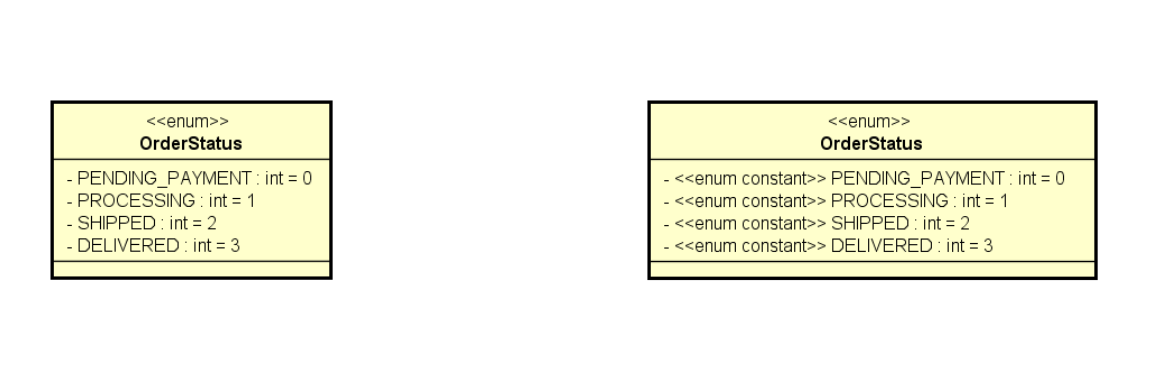 <<enum>>
OrderStatus
- PENDING_PAYMENT : int = 0
- PROCESSING : int = 1
- SHIPPED : int = 2
- DELIVERED : int = 3
<<enum>>
OrderStatus
- <<enum constant>> PENDING_PAYMENT : int = 0
- <<enum constant>> PROCESSING : int = 1
- <<enum constant>> SHIPPED : int = 2
- <<enum constant>> DELIVERED : int = 3